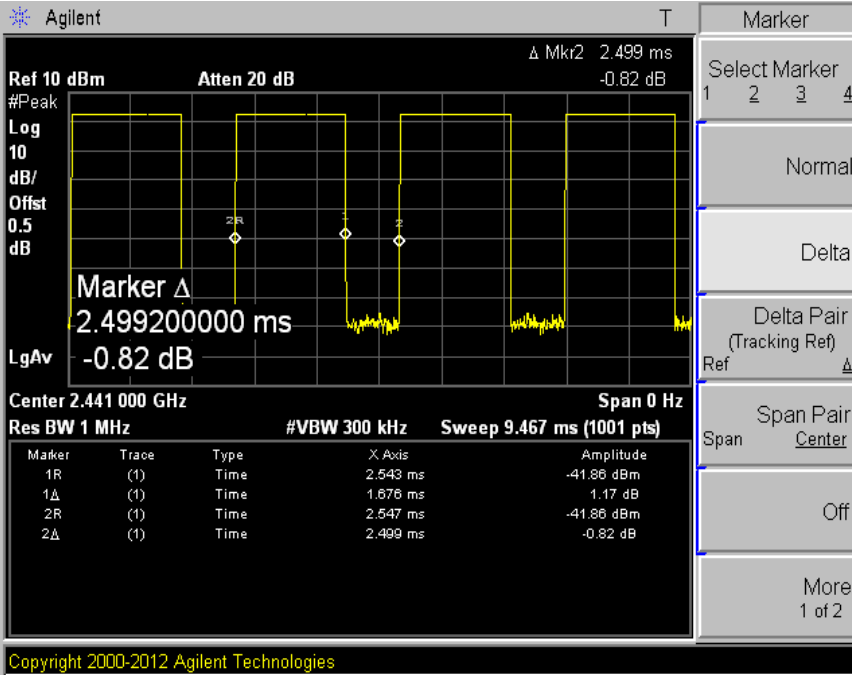 Agilent T Marker
Δ Mkr2 2.499 ms
Ref 10 dBm Atten 20 dB -0.82 dB
#Peak
Log
10
dB/
Offst
0.5
dB
2R 1 2
Marker Δ
2.499200000 ms
-0.82 dB
LgAv
Center 2.441 000 GHz Span 0 Hz
Res BW 1 MHz #VBW 300 kHz Sweep 9.467 ms (1001 pts)
Marker Trace Type X Axis Amplitude
1R (1) Time 2.543 ms -41.86 dBm
1Δ (1) Time 1.676 ms 1.17 dB
2R (1) Time 2.547 ms -41.86 dBm
2Δ (1) Time 2.499 ms -0.82 dB
Select Marker
1 2 3 4
Normal
Delta
Delta Pair
(Tracking Ref)
Ref Δ
Span Pair
Span Center
Off
More
1 of 2
Copyright 2000-2012 Agilent Technologies